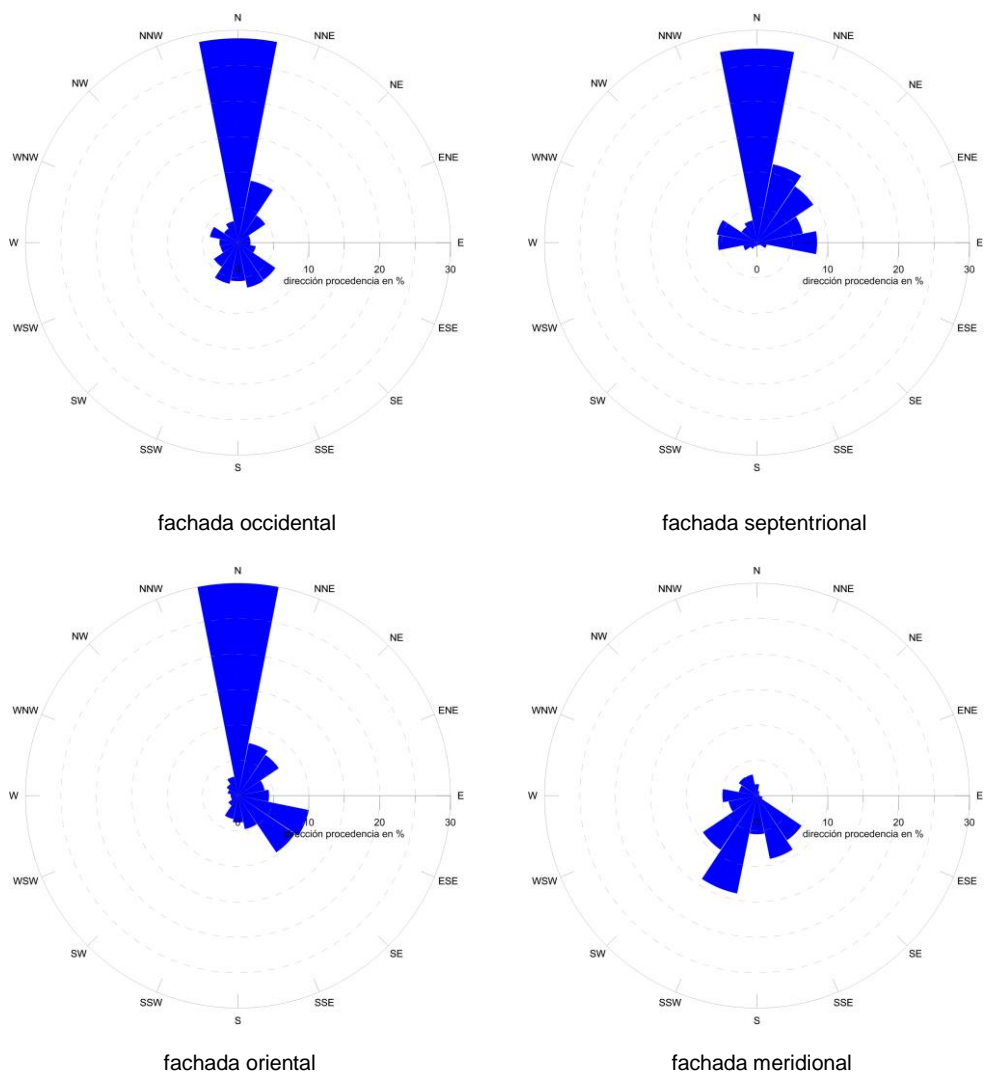 N
NNW NNE
NW NE
WNW ENE
W E
0 10 20 30
dirección procedencia en %
WSW ESE
SW SE
SSW SSE
S
fachada occidental
N
NNW NNE
NW NE
WNW ENE
W E
0 10 20 30
dirección procedencia en %
WSW ESE
SW SE
SSW SSE
S
fachada septentrional
N
NNW NNE
NW NE
WNW ENE
W E
0 10 20 30
dirección procedencia en %
WSW ESE
SW SE
SSW SSE
S
fachada oriental
N
NNW NNE
NW NE
WNW ENE
W E
0 10 20 30
dirección procedencia en %
WSW ESE
SW SE
SSW SSE
S
fachada meridional